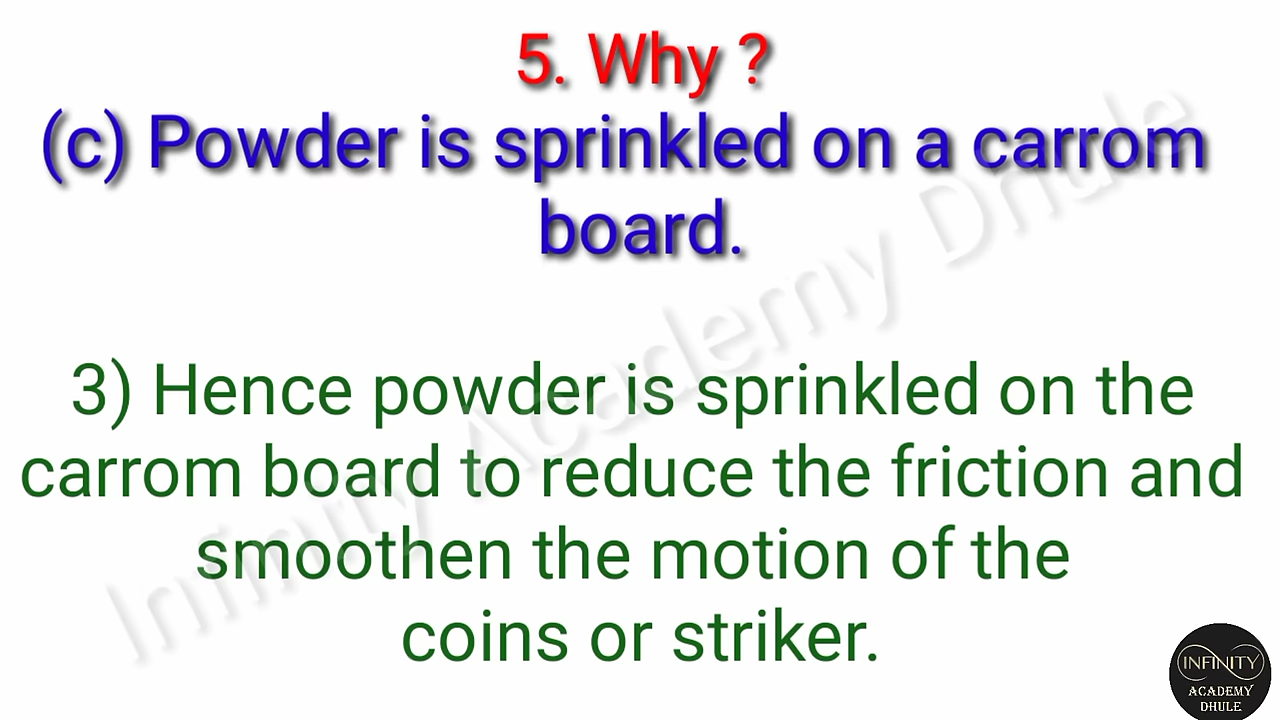 5. Why ?
(c) Powder is sprinkled on a carrom
board.
3) Hence powder is sprinkled on the
carrom board to reduce the friction and
smoothen the motion of the
coins or striker.
Infinity Academy Dhule
INFINITY
ACADEMY
DHULE